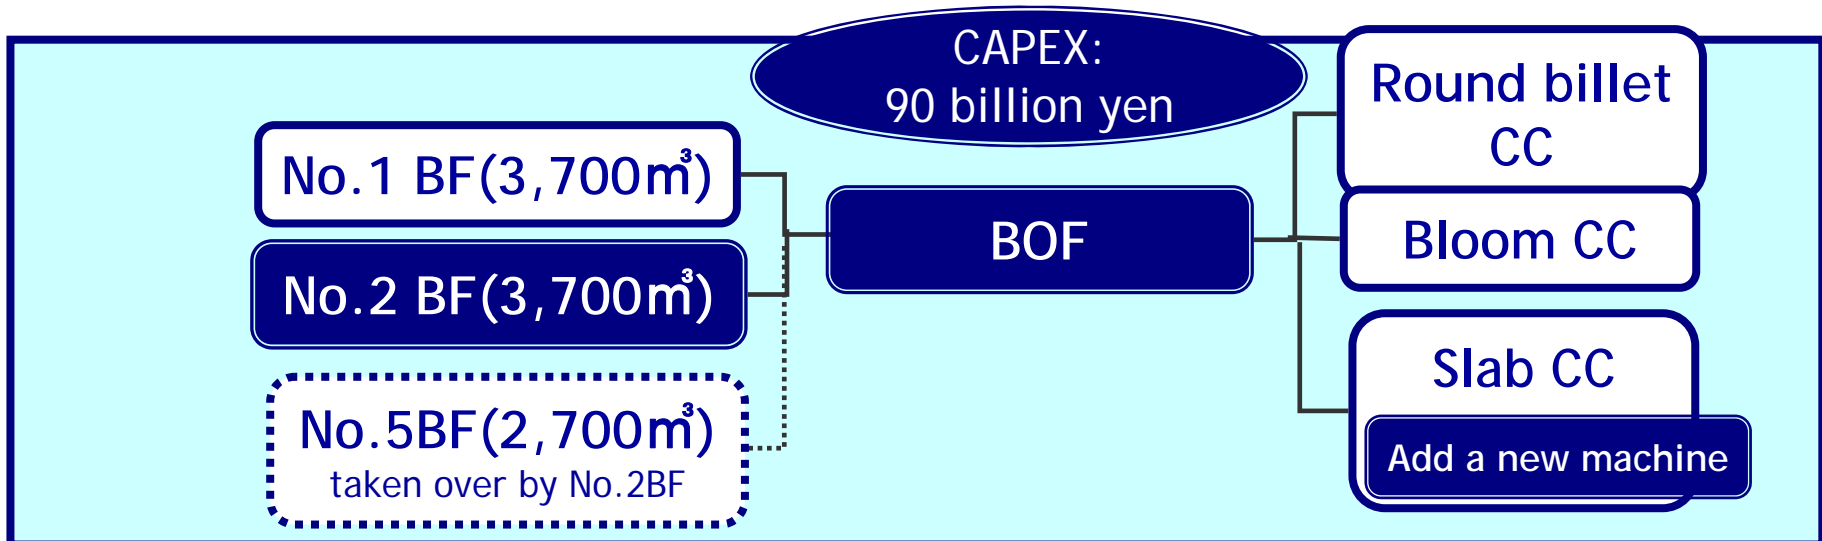 CAPEX:
90 billion yen
No.1 BF(3,700㎥)
No.2 BF(3,700㎥)
No.5BF(2,700㎥)
taken over by No.2BF
BOF
Round billet
CC
Bloom CC
Slab CC
Add a new machine